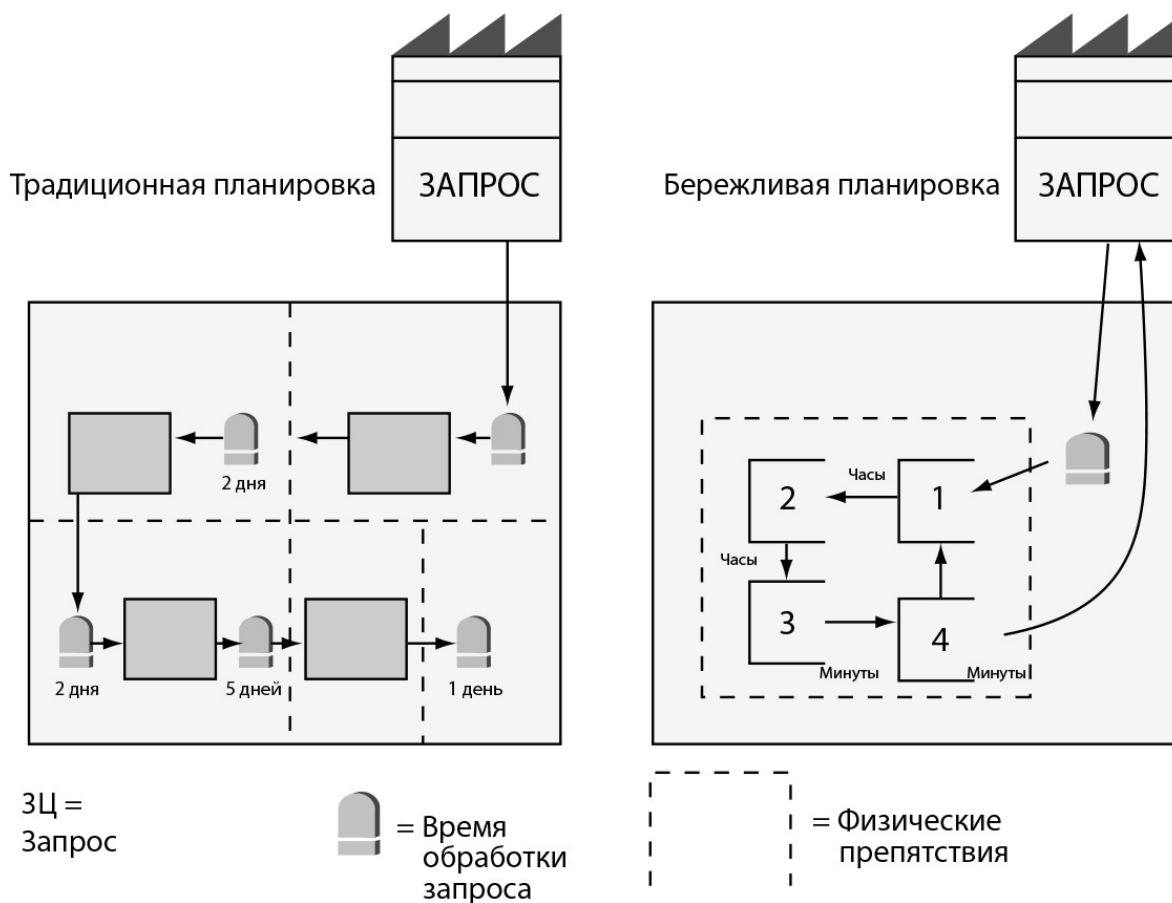 Традиционная планировка
ЗАПРОС
Бережливая планировка
ЗАПРОС
2 дня
2 дня
5 дней
1 день
Часы
2
1
Часы
3
4
Минуты
Минуты
ЗЦ =
Запрос
= Время
обработки
запроса
= Физические
препятствия